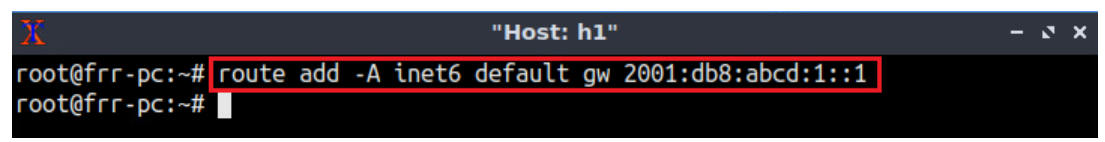 "Host: h1"
root@frr-pc:~# route add -A inet6 default gw 2001:db8:abcd:1::1
root@frr-pc:~#